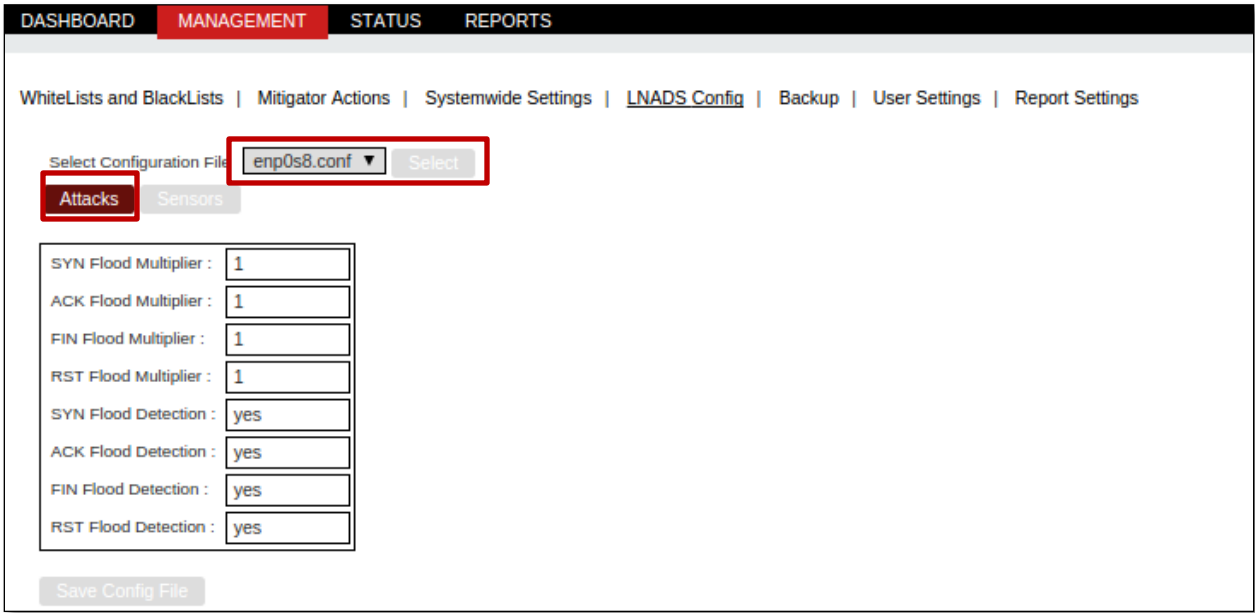 DASHBOARD MANAGEMENT STATUS REPORTS
WhiteLists and BlackLists | Mitigator Actions | Systemwide Settings | LNADS Config | Backup | User Settings | Report Settings
Select Configuration File enp0s8.conf ▼ Select
Attacks Sensors
SYN Flood Multiplier : 1
ACK Flood Multiplier : 1
FIN Flood Multiplier : 1
RST Flood Multiplier : 1
SYN Flood Detection : yes
ACK Flood Detection : yes
FIN Flood Detection : yes
RST Flood Detection : yes
Save Config File